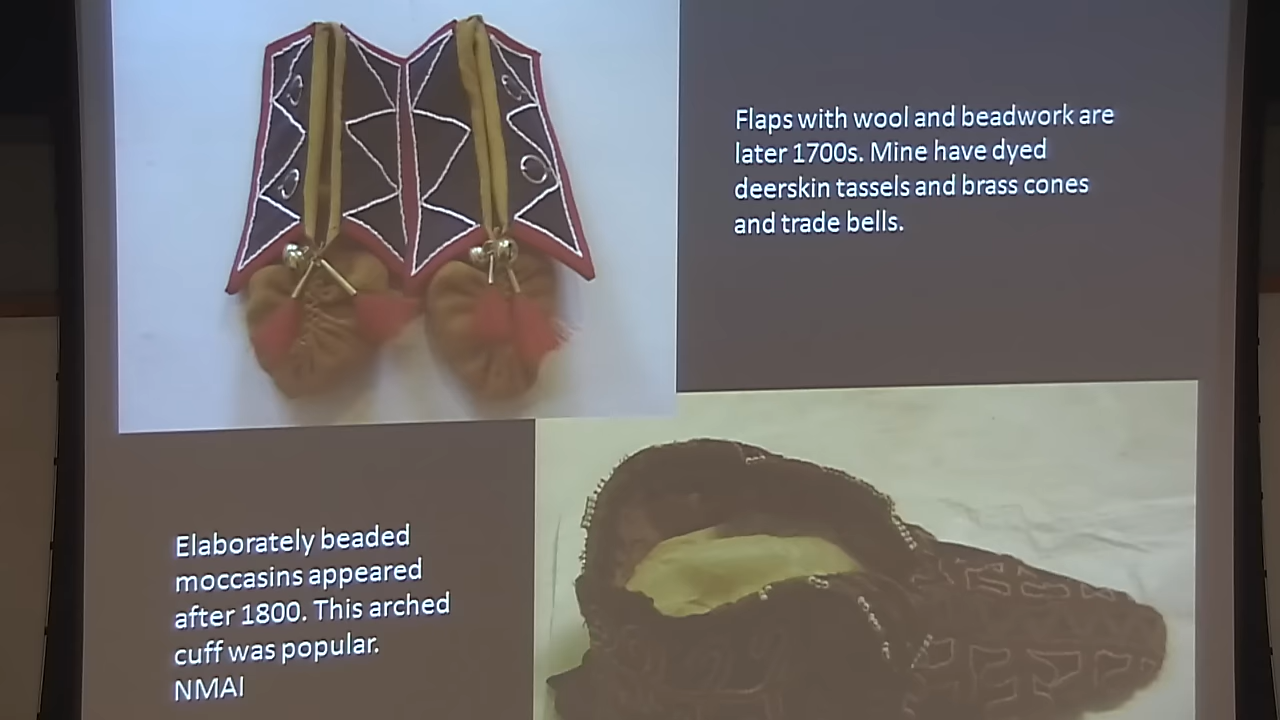 Flaps with wool and beadwork are
later 1700s. Mine have dyed
deerskin tassels and brass cones
and trade bells.
Elaborately beaded
moccasins appeared
after 1800. This arched
cuff was popular.
NMAI